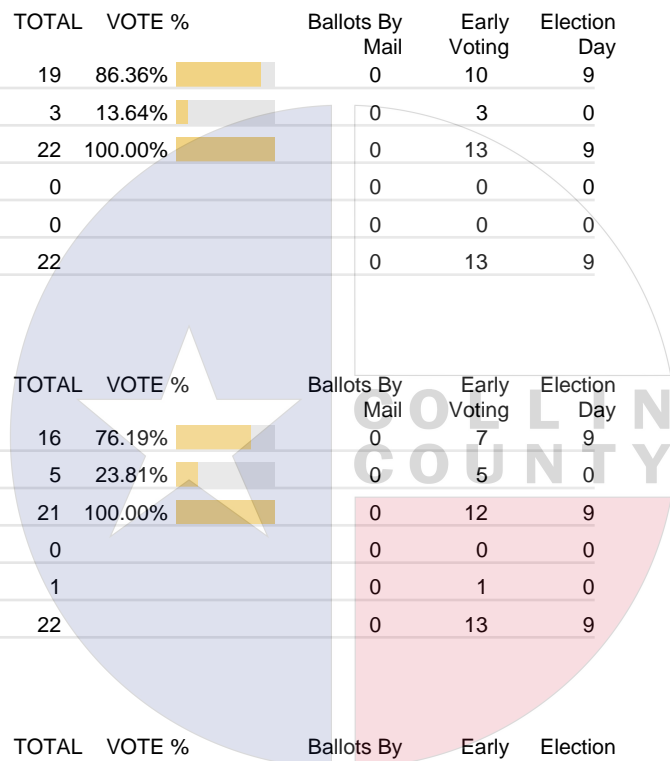 TOTAL VOTE % Ballots By Mail Early Voting Election Day
19 86.36% 0 10 9
3 13.64% 0 3 0
22 100.00% 0 13 9
0 0 0 0
0 0 0 0
22 0 13 9
TOTAL VOTE % Ballots By Mail Early Voting Election Day
COLLIN
16 76.19% 0 7 9
COUNTY
5 23.81% 0 5 0
21 100.00% 0 12 9
0 0 0 0
1 0 1 0
22 0 13 9
TOTAL VOTE % Ballots By Early Election